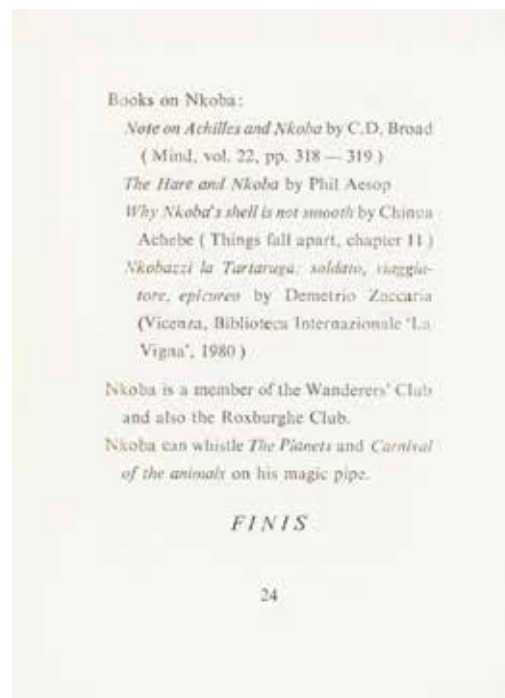 Books on Nkoba:
Note on Achilles and Nkoba by C.D. Broad
( Mind, vol. 22, pp. 318 — 319 )
The Hare and Nkoba by Phil Aesop
Why Nkoba's shell is not smooth by Chinua
Achebe ( Things fall apart, chapter 11 )
Nkobazzi la Tartaruga: soldato, viaggia-
tore, epicureo by Demetrio Zaccaria
(Vicenza, Biblioteca Internazionale 'La
Vigna', 1980 )
Nkoba is a member of the Wanderers' Club
and also the Roxburghe Club.
Nkoba can whistle The Planets and Carnival
of the animals on his magic pipe.
FINIS
24